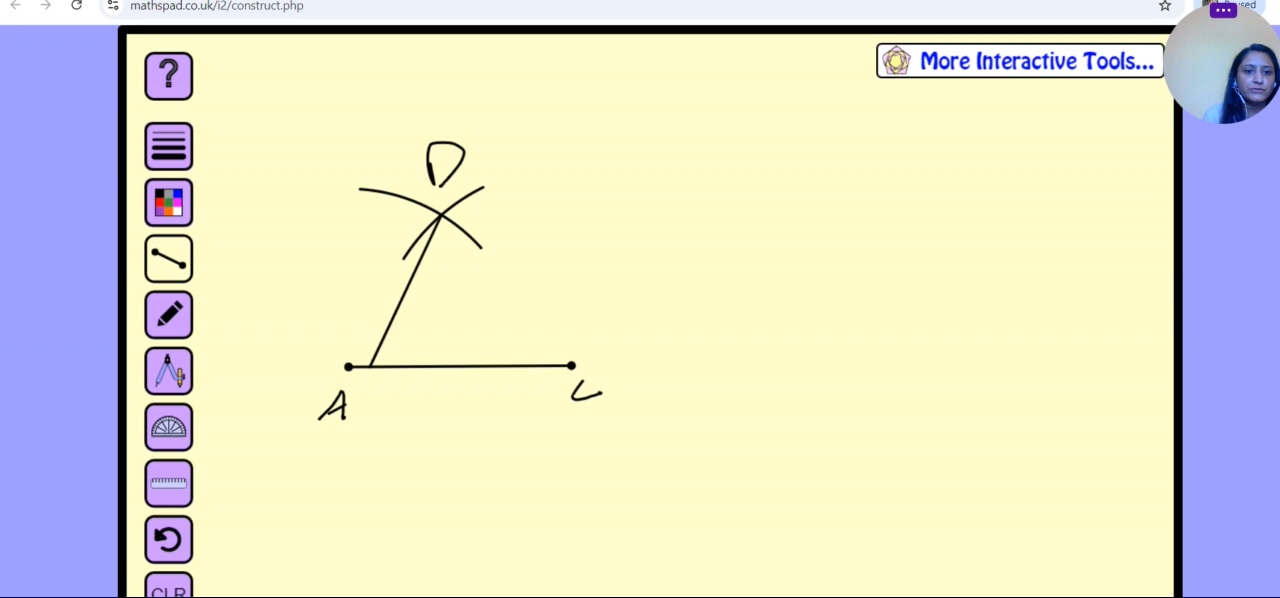 mathspad.co.uk/i2/construct.php
?
More Interactive Tools...
D
A
C
CLR